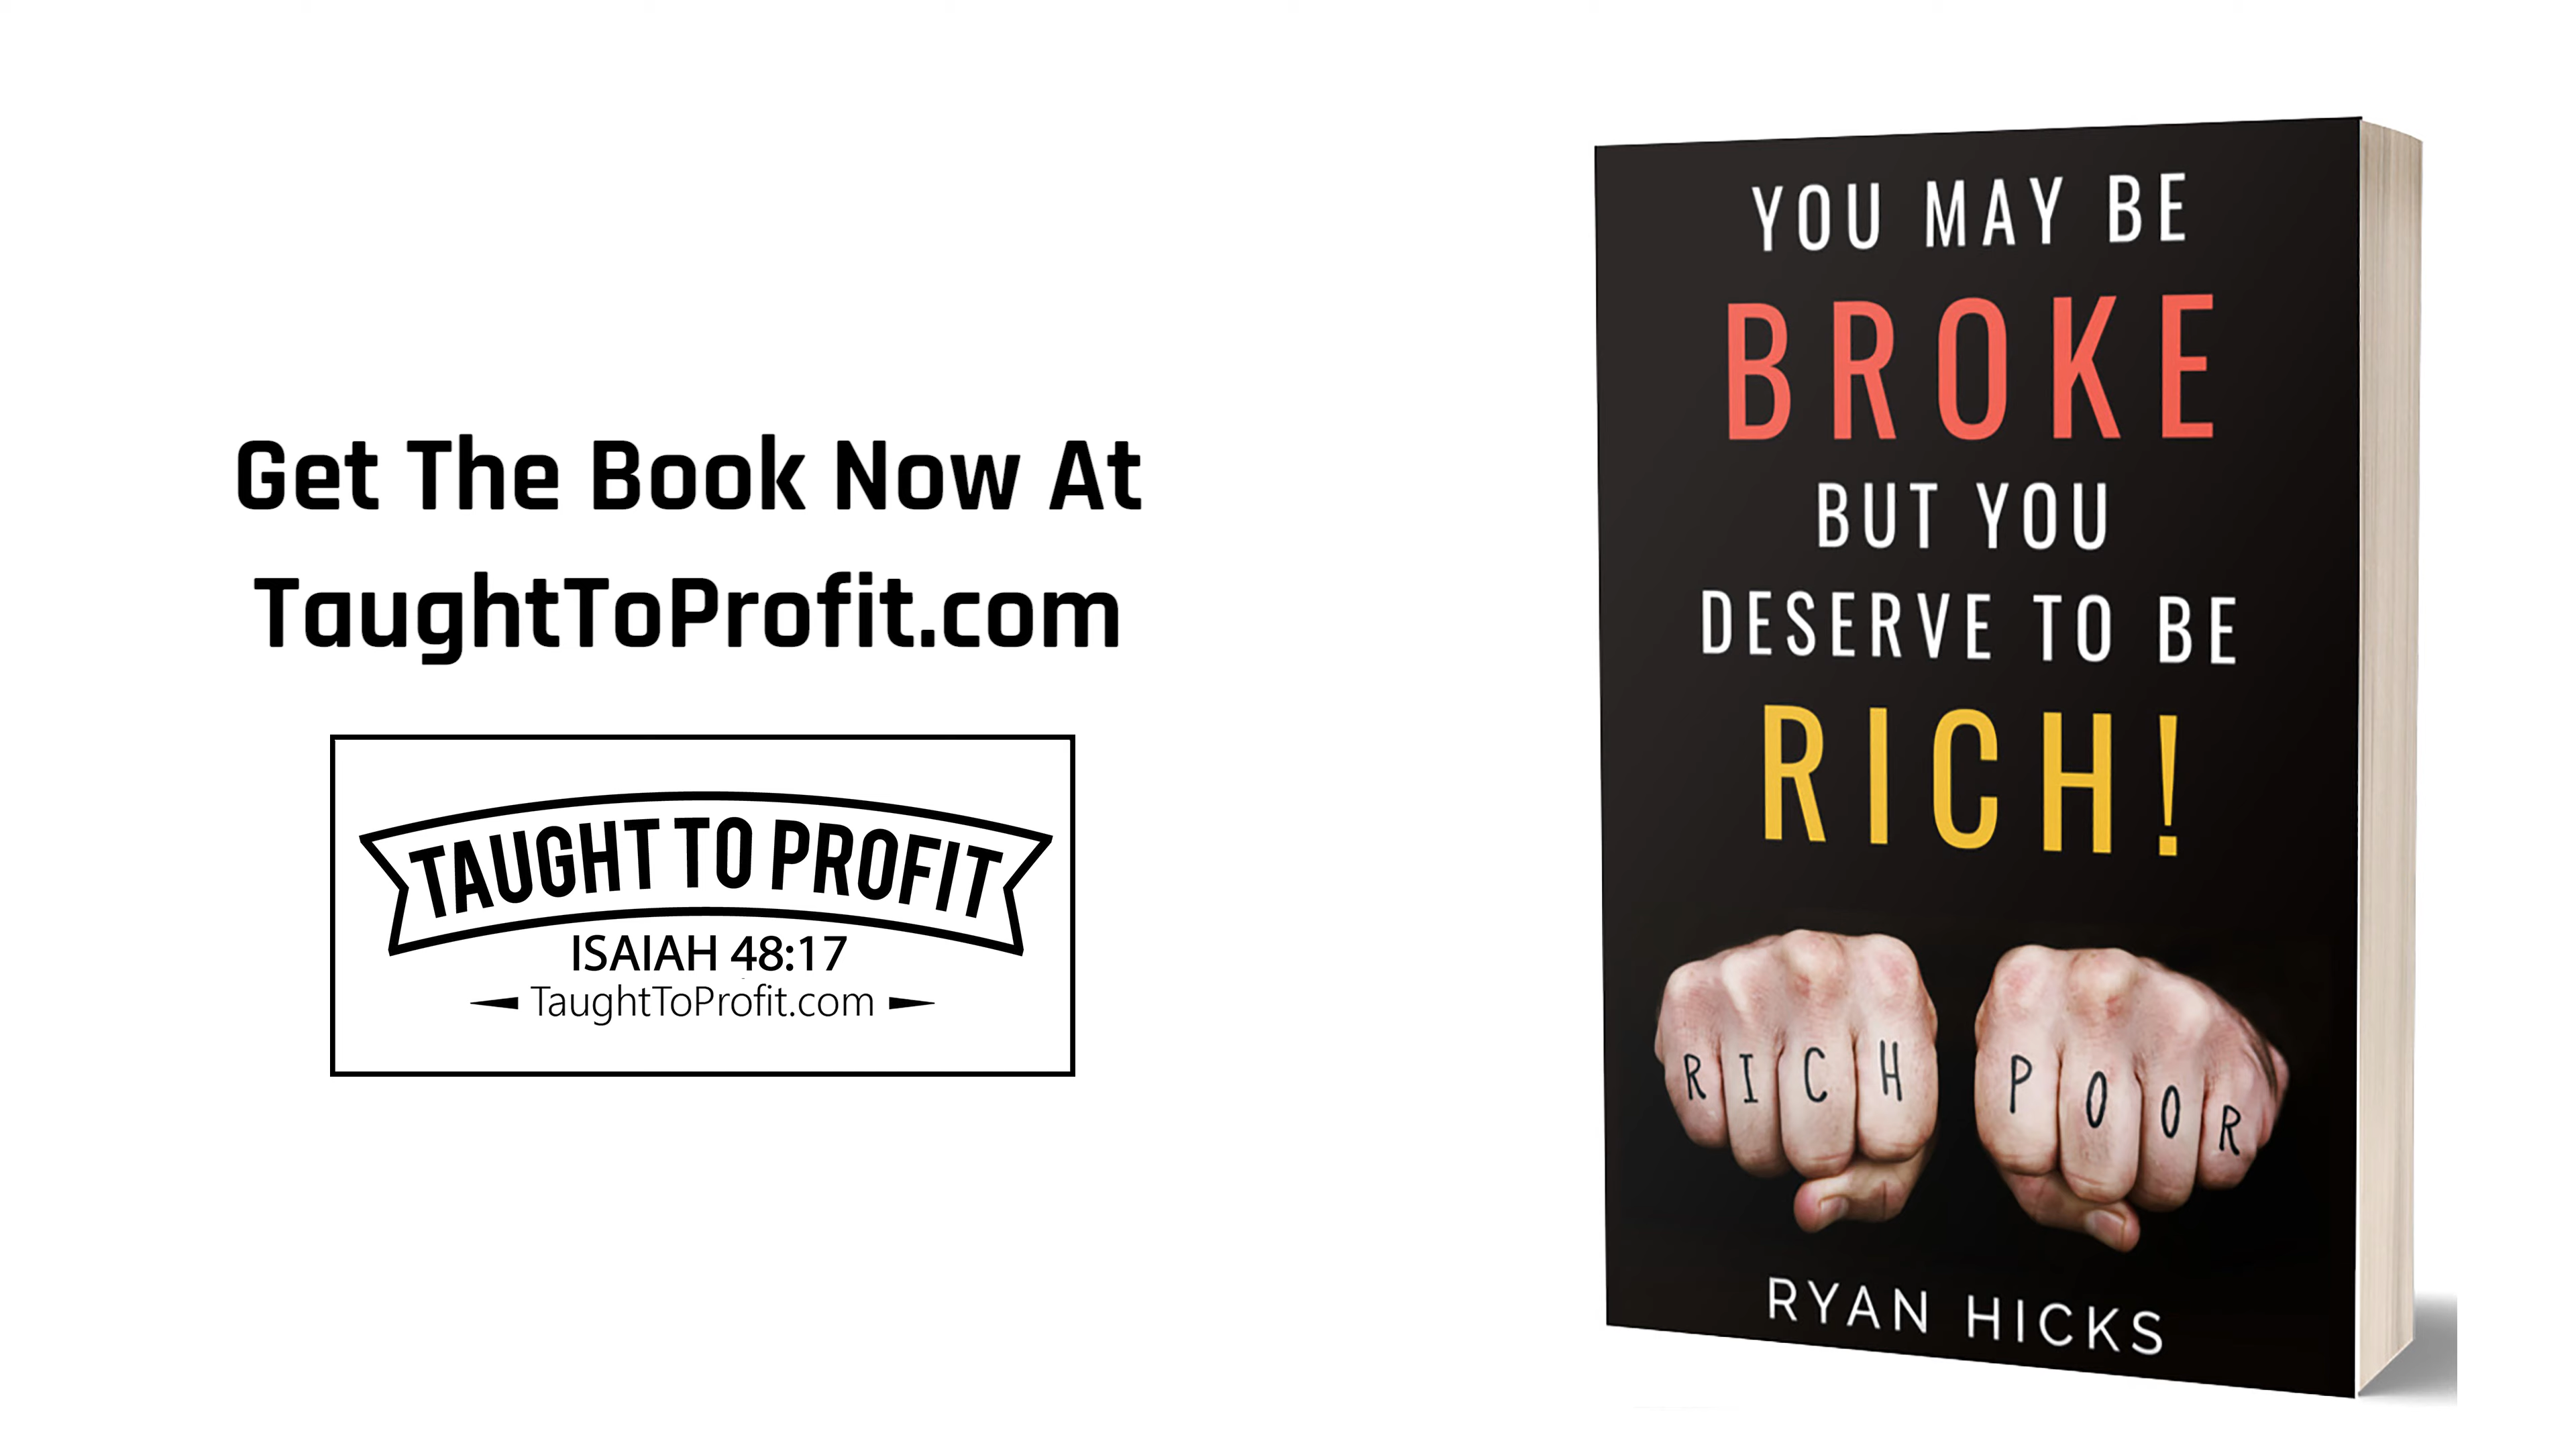 Get The Book Now At
TaughtToProfit.com
TAUGHT TO PROFIT
ISAIAH 48:17
TaughtToProfit.com
YOU MAY BE
BROKE
BUT YOU
DESERVE TO BE
RICH!
RICH POOR
RYAN HICKS